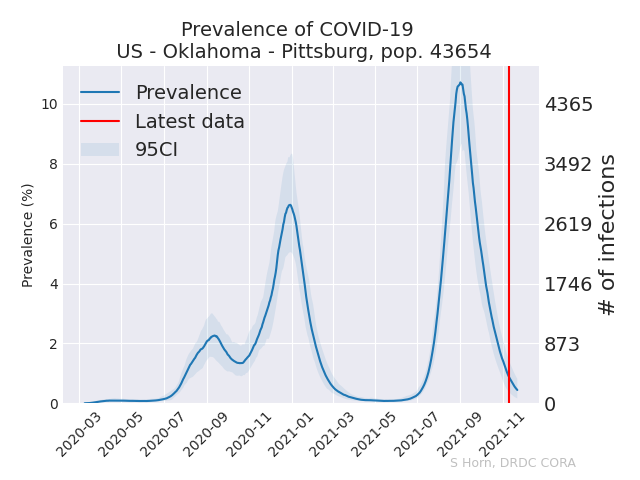 Prevalence of COVID-19
US - Oklahoma - Pittsburg, pop. 43654
Prevalence
Latest data
95CI
Prevalence (%)
10
8
6
4
2
0
4365
3492
2619
1746
873
0
# of infections
2020-03
2020-05
2020-07
2020-09
2020-11
2021-01
2021-03
2021-05
2021-07
2021-09
2021-11
S Horn, DRDC CORA